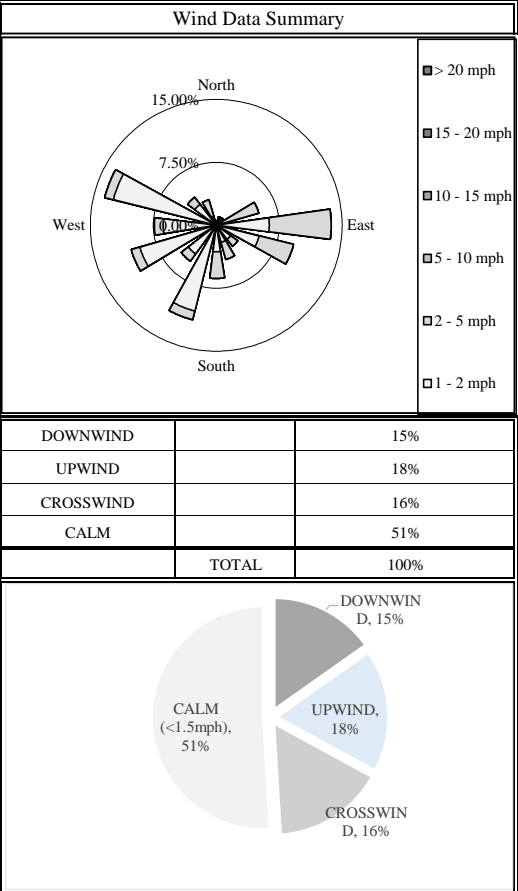 Wind Data Summary
North
15.00%
7.50%
0.00%
West
East
South
> 20 mph
15 - 20 mph
10 - 15 mph
5 - 10 mph
2 - 5 mph
1 - 2 mph
DOWNWIND 15%
UPWIND 18%
CROSSWIND 16%
CALM 51%
TOTAL 100%
DOWNWIN
D, 15%
UPWIND,
18%
CALM
(<1.5mph),
51%
CROSSWIN
D, 16%